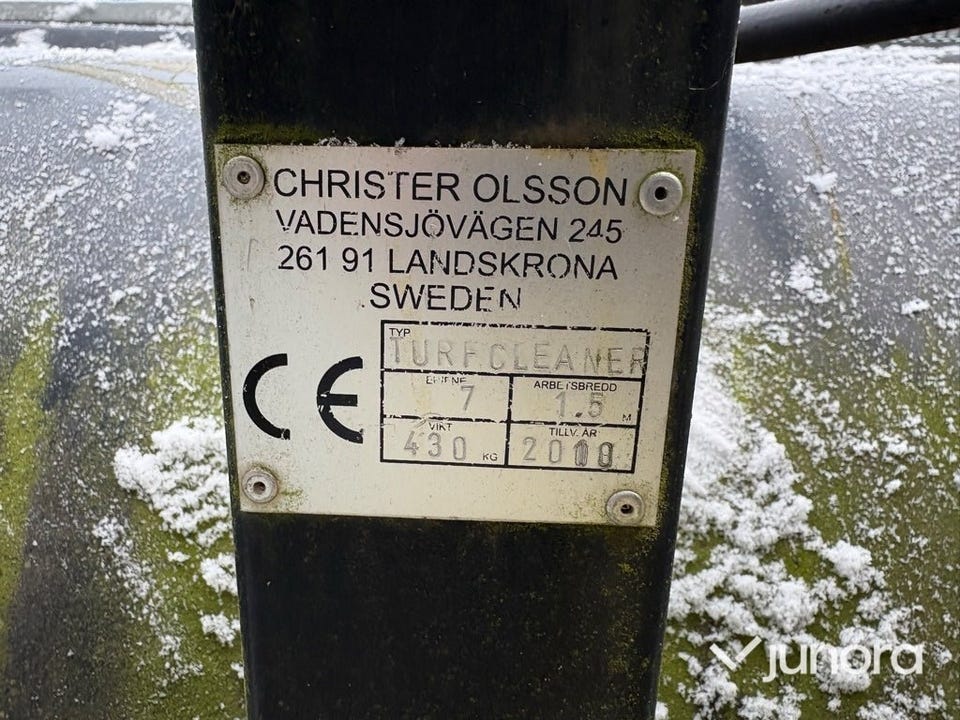 CHRISTER OLSSON
VADENSJÖVÄGEN 245
261 91 LANDSKRONA
SWEDEN
CE
TYP
TURFCLEANER
7
ARBETSBREDD
1.5 M
VIKT
430 KG
TILLV. ÅR
junora